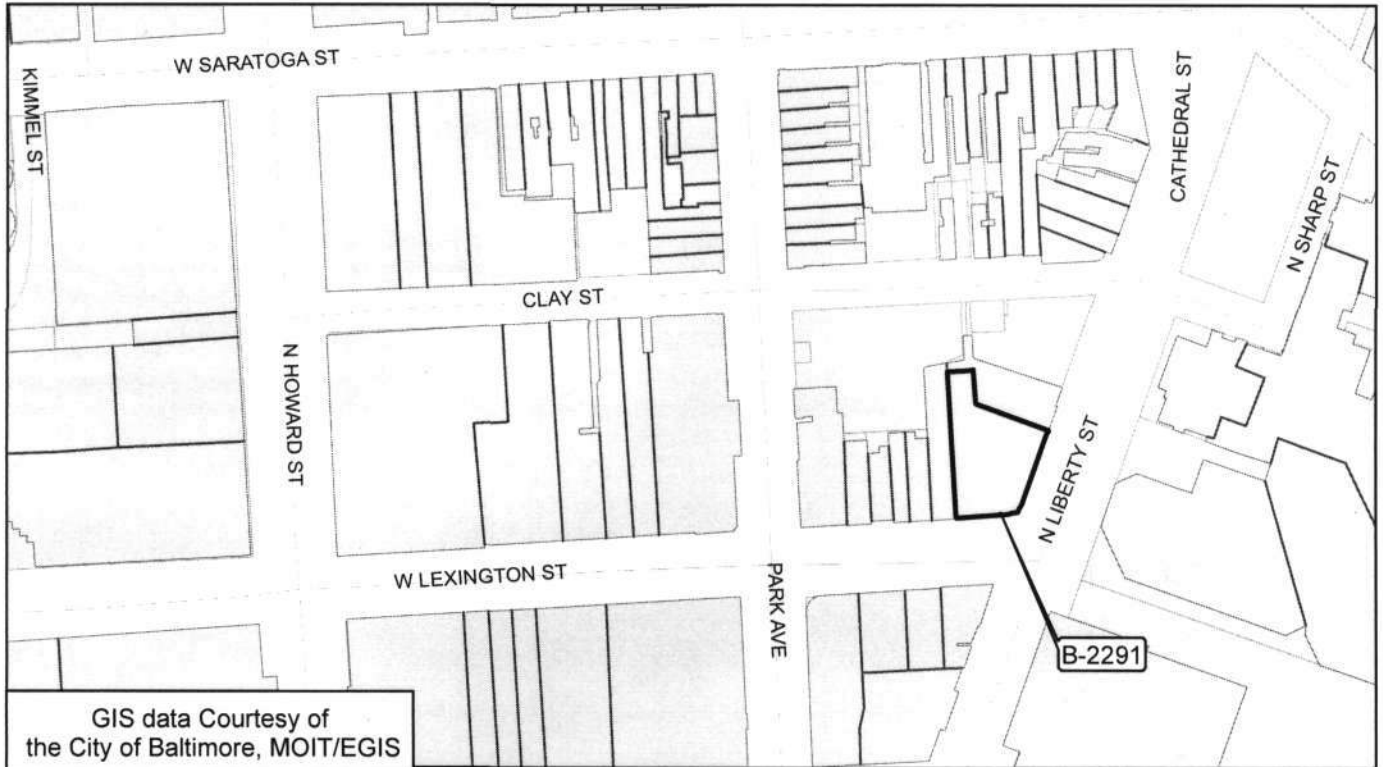 W SARATOGA ST
KIMMEL ST
CATHEDRAL ST
N SHARP ST
CLAY ST
N HOWARD ST
N LIBERTY ST
W LEXINGTON ST
PARK AVE
B-2291
GIS data Courtesy of
the City of Baltimore, MOIT/EGIS